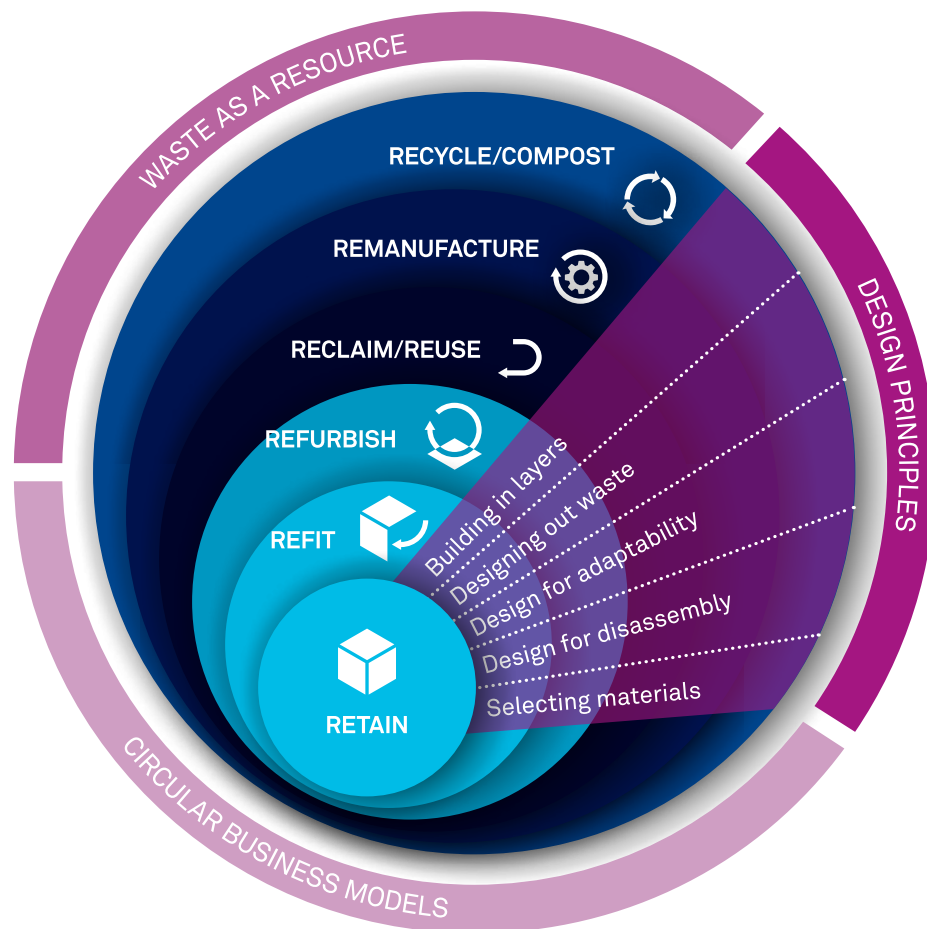 WASTE AS A RESOURCE
RECYCLE/COMPOST
REMANUFACTURE
RECLAIM/REUSE
REFURBISH
REFIT
RETAIN
Building in layers
Designing out waste
Design for adaptability
Design for disassembly
Selecting materials
DESIGN PRINCIPLES
CIRCULAR BUSINESS MODELS